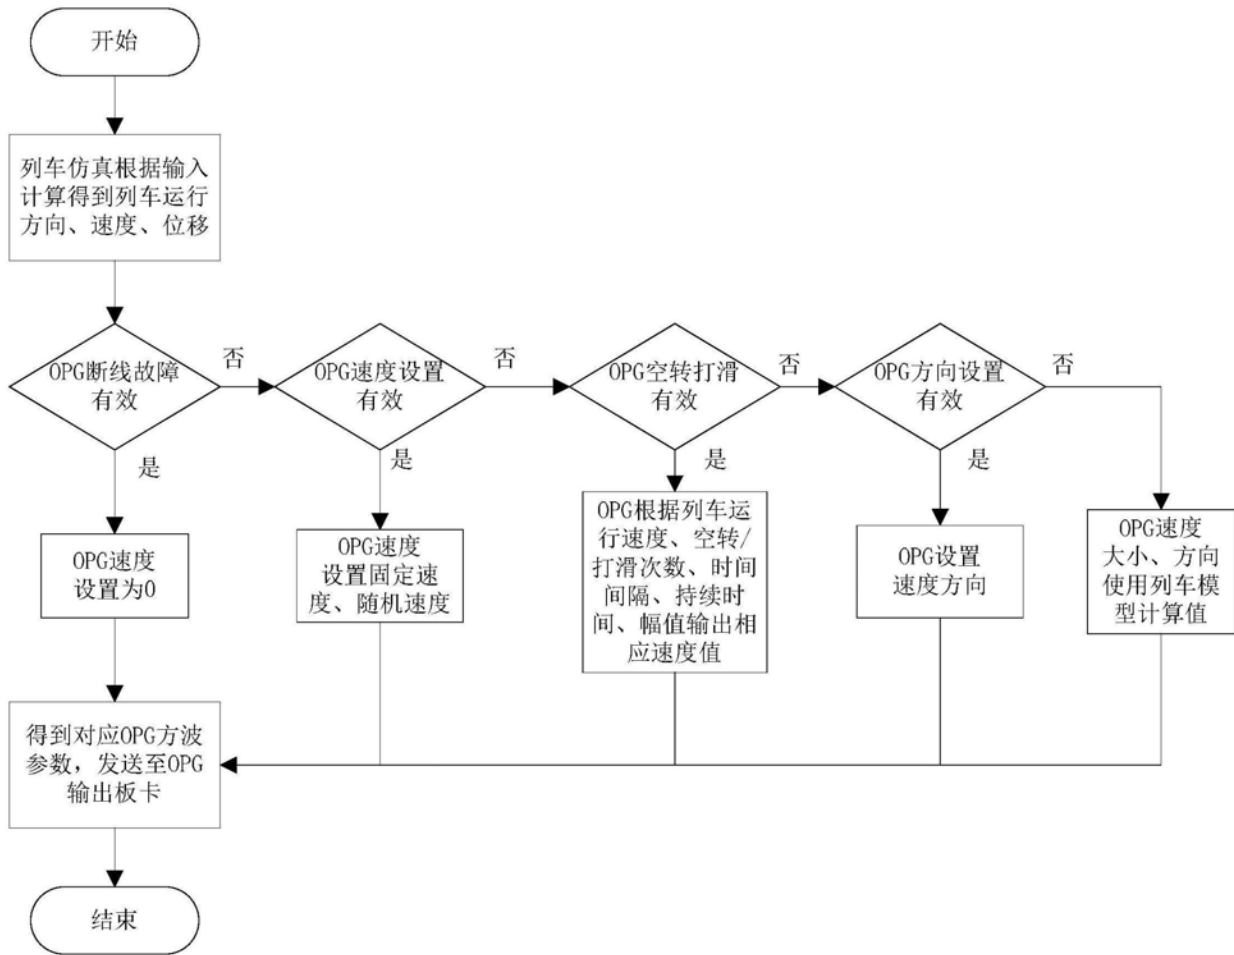 开始
列车仿真根据输入
计算得到列车运行
方向、速度、位移
OPG断线故障
有效
否
是
OPG速度设置
有效
否
是
OPG空转打滑
有效
否
是
OPG方向设置
有效
否
是
OPG速度
设置为0
OPG速度
设置固定速
度、随机速度
OPG根据列车运
行速度、空转/
打滑次数、时间
间隔、持续时
间、幅值输出相
应速度值
OPG设置
速度方向
OPG速度
大小、方向
使用列车模
型计算值
得到对应OPG方波
参数，发送至OPG
输出板卡
结束